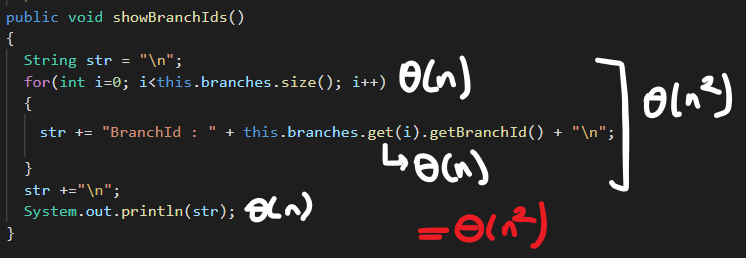 public void showBranchIds()
{
String str = "\n";
for(int i=0; i<this.branches.size(); i++) θ(n)
{
str += "BranchId : " + this.branches.get(i).getBranchId() + "\n"; θ(n²)
↳θ(n)
}
str +="\n";
System.out.println(str); θ(n)
=θ(n²)
}